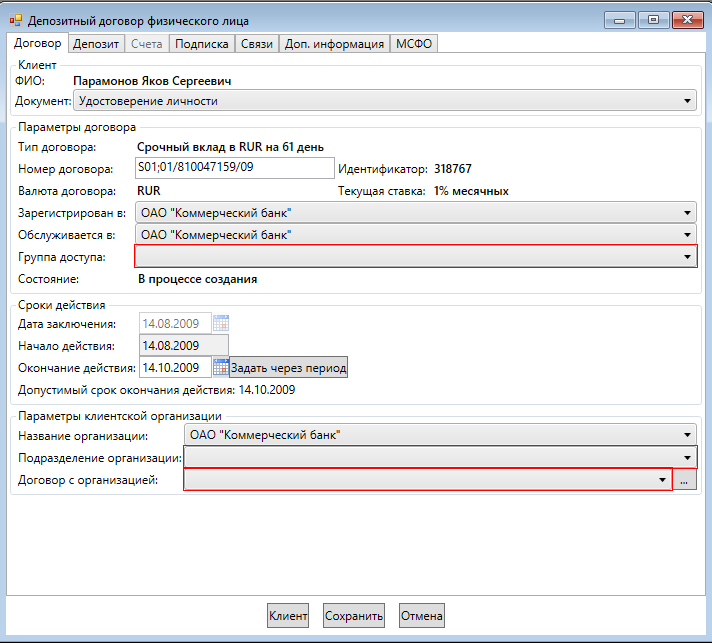 Депозитный договор физического лица
Договор Депозит Счета Подписка Связи Доп. информация МСФО
Клиент
ФИО: Парамонов Яков Сергеевич
Документ: Удостоверение личности
Параметры договора
Тип договора: Срочный вклад в RUR на 61 день
Номер договора: S01;01/810047159/09 Идентификатор: 318767
Валюта договора: RUR Текущая ставка: 1% месячных
Зарегистрирован в: ОАО "Коммерческий банк"
Обслуживается в: ОАО "Коммерческий банк"
Группа доступа:
Состояние: В процессе создания
Сроки действия
Дата заключения: 14.08.2009
Начало действия: 14.08.2009
Окончание действия: 14.10.2009 Задать через период
Допустимый срок окончания действия: 14.10.2009
Параметры клиентской организации
Название организации: ОАО "Коммерческий банк"
Подразделение организации:
Договор с организацией: ...
Клиент Сохранить Отмена